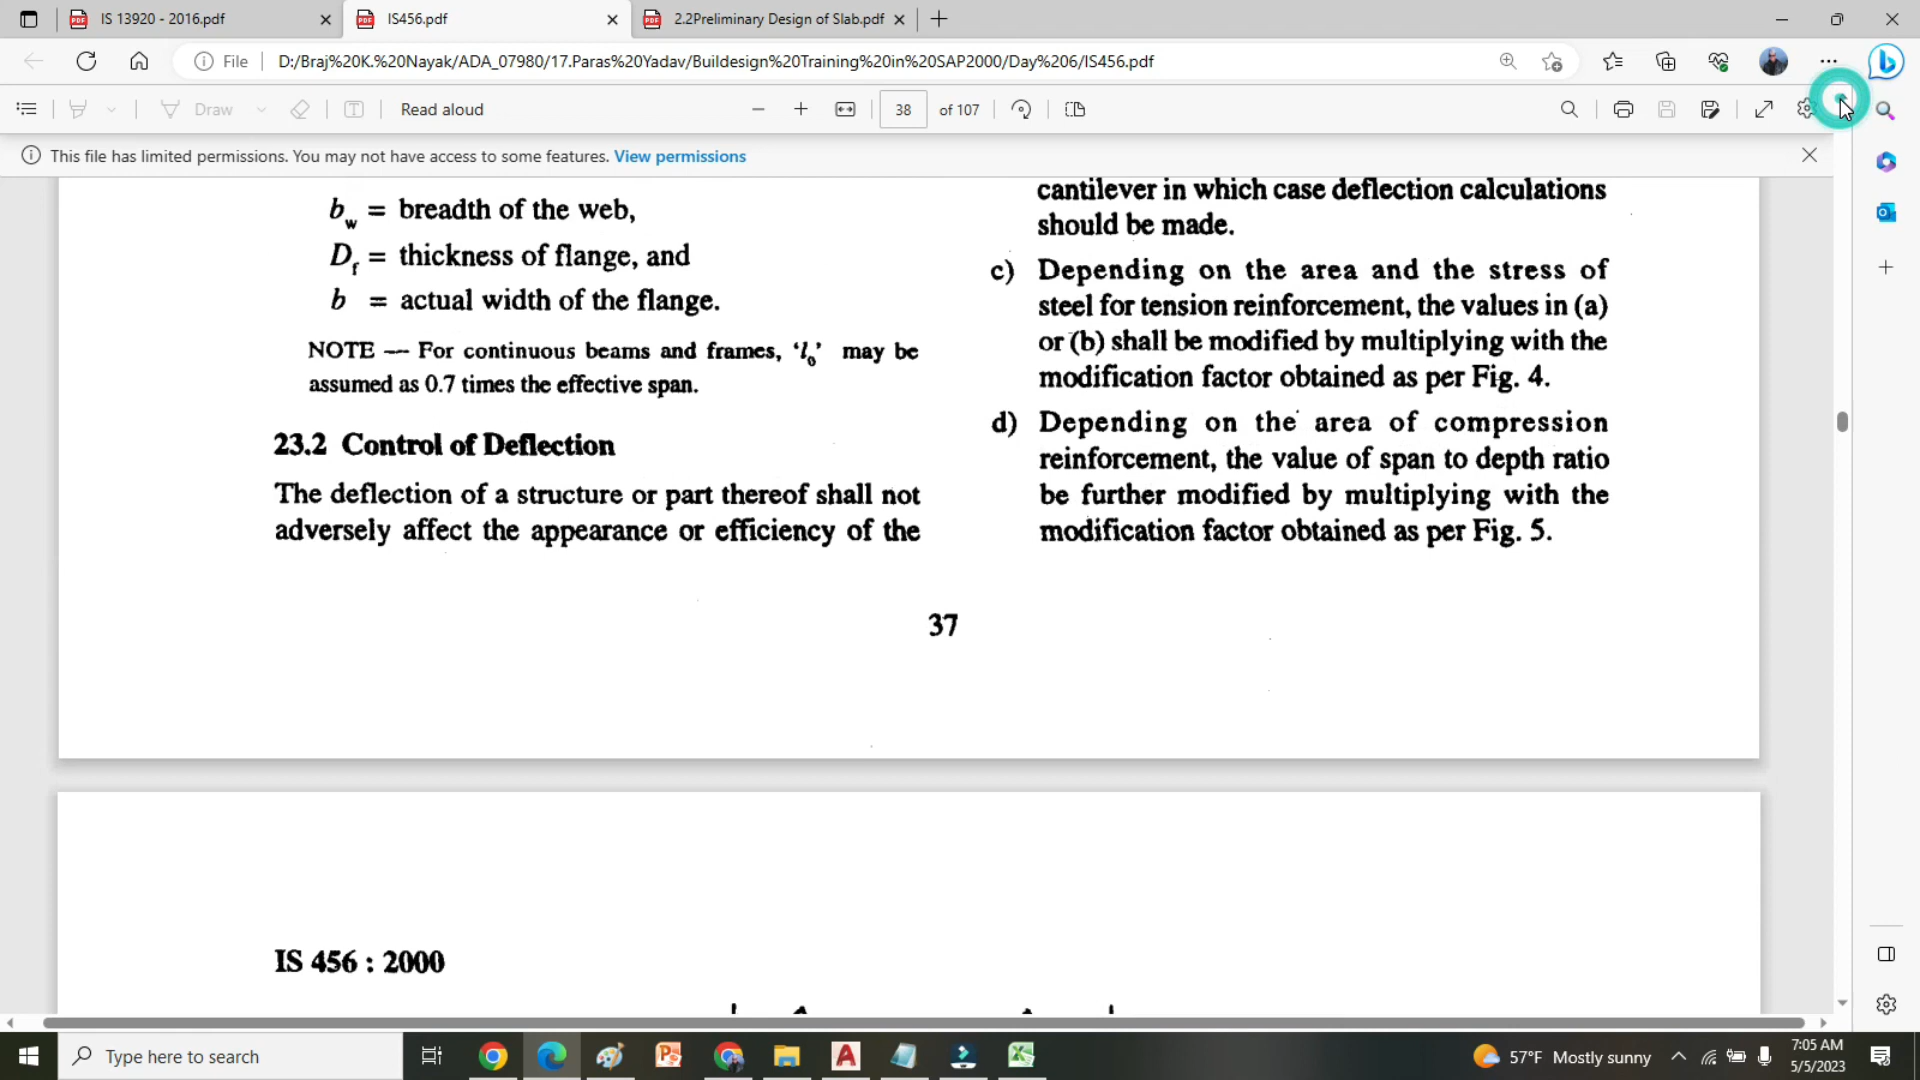 IS 13920 - 2016.pdf
IS456.pdf
2.2Preliminary Design of Slab.pdf
File
D:/Braj%20K.%20Nayak/ADA_07980/17.Paras%20Yadav/Buildesign%20Training%20in%20SAP2000/Day%206/IS456.pdf
Draw
Read aloud
38
of 107
This file has limited permissions. You may not have access to some features. View permissions
b_w = breadth of the web,
D_f = thickness of flange, and
b = actual width of the flange.
NOTE — For continuous beams and frames, ‘l_0’ may be
assumed as 0.7 times the effective span.
23.2 Control of Deflection
The deflection of a structure or part thereof shall not
adversely affect the appearance or efficiency of the
cantilever in which case deflection calculations
should be made.
c) Depending on the area and the stress of
steel for tension reinforcement, the values in (a)
or (b) shall be modified by multiplying with the
modification factor obtained as per Fig. 4.
d) Depending on the area of compression
reinforcement, the value of span to depth ratio
be further modified by multiplying with the
modification factor obtained as per Fig. 5.
37
IS 456 : 2000
Type here to search
57°F Mostly sunny
7:05 AM
5/5/2023